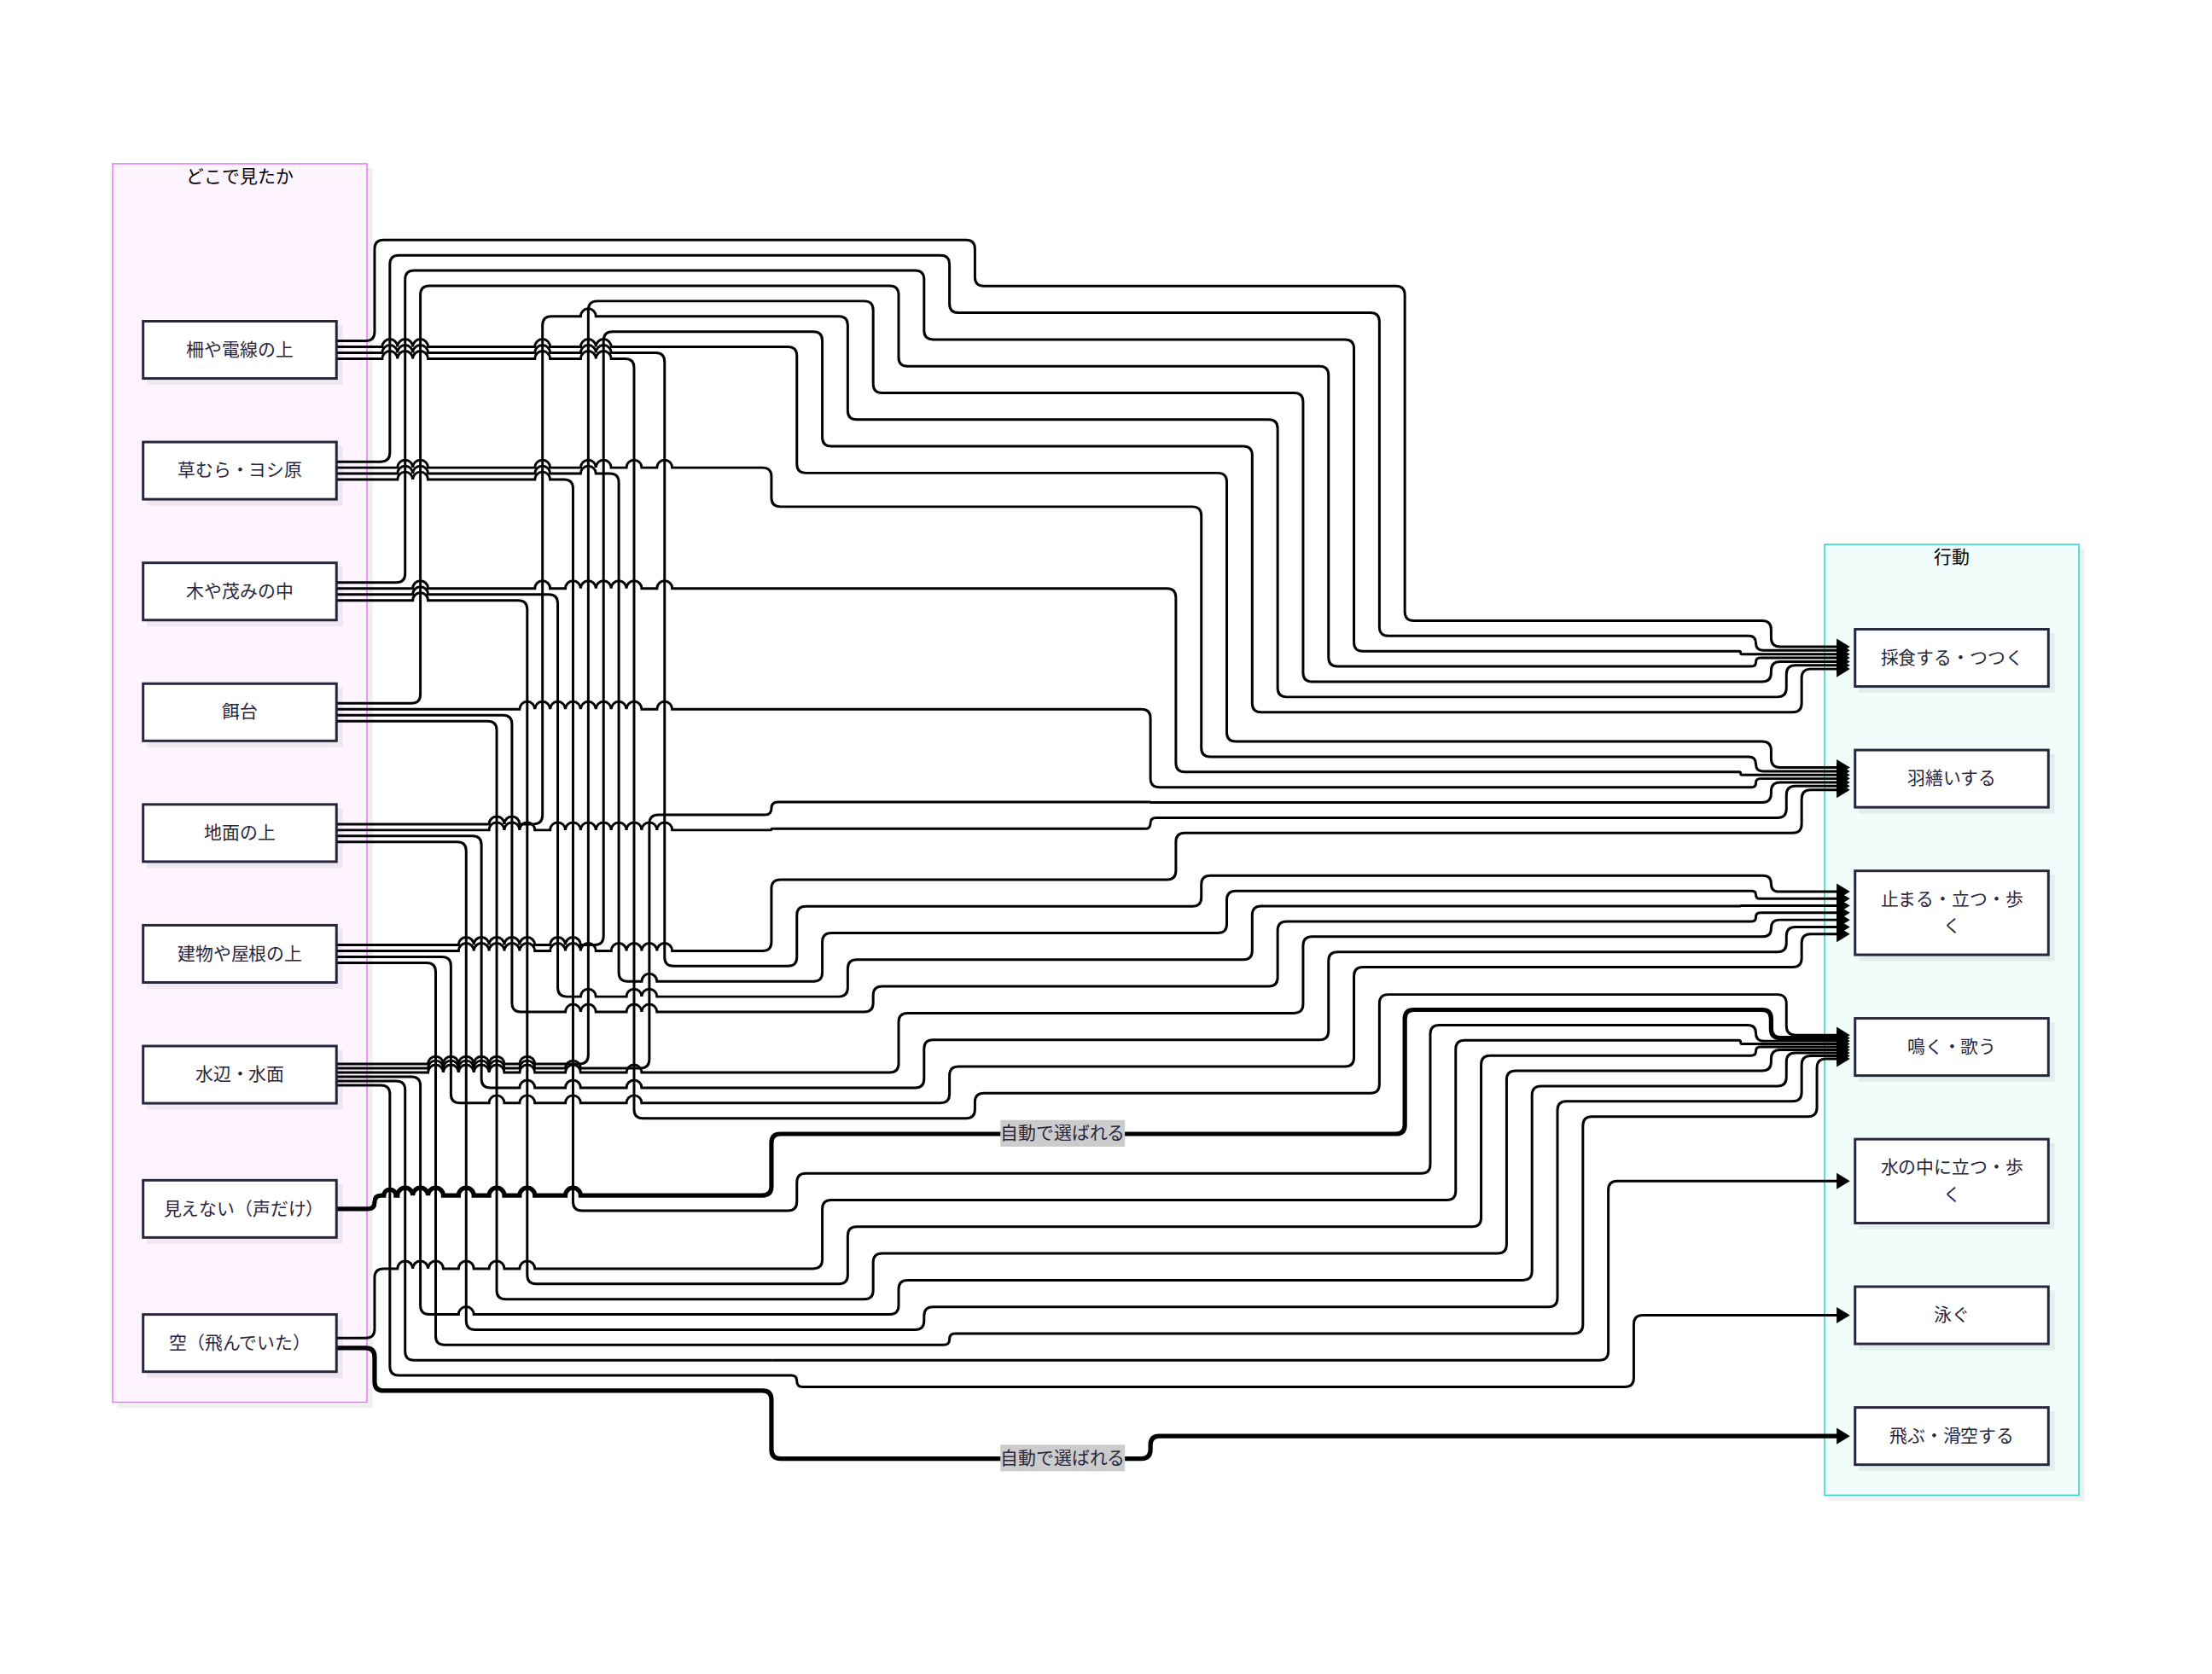 どこで見たか
柵や電線の上
草むら・ヨシ原
木や茂みの中
餌台
地面の上
建物や屋根の上
水辺・水面
見えない（声だけ）
空（飛んでいた）
自動で選ばれる
自動で選ばれる
行動
採食する・つつく
羽繕いする
止まる・立つ・歩
く
鳴く・歌う
水の中に立つ・歩
く
泳ぐ
飛ぶ・滑空する